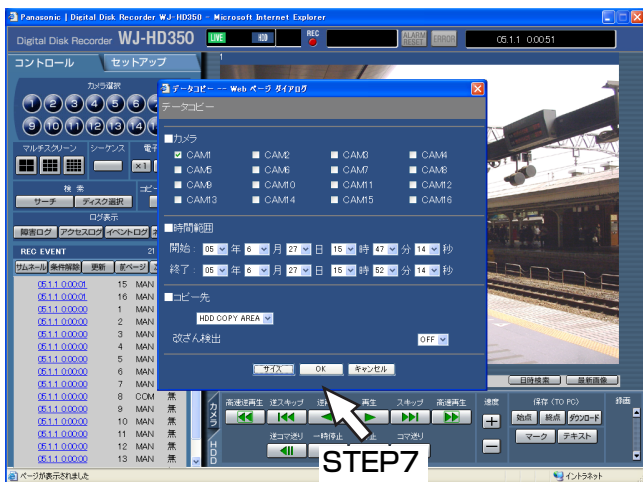 Panasonic | Digital Disk Recorder WJ-HD350 - Microsoft Internet Explorer
Digital Disk Recorder WJ-HD350
LIVE HDD REC ALARM RESET ERROR 05.1.1 0:00:51
コントロール セットアップ
1
カメラ選択
1 2 3 4 5 6
9 10 11 12 13 14
マルチスクリーン シーケンス 電子
×1
検 索 コピー
サーチ ディスク選択
ログ表示
障害ログ アクセスログ イベントログ
REC EVENT 21
サムネール 条件解除 更新 前ページ
05.1.1 0:00:01 15 MAN
05.1.1 0:00:01 16 MAN
05.1.1 0:00:00 1 MAN
05.1.1 0:00:00 2 MAN
05.1.1 0:00:00 3 MAN
05.1.1 0:00:00 4 MAN
05.1.1 0:00:00 5 MAN
05.1.1 0:00:00 6 MAN
05.1.1 0:00:00 7 MAN
05.1.1 0:00:00 8 COM 無
05.1.1 0:00:00 9 MAN 無
05.1.1 0:00:00 10 MAN 無
05.1.1 0:00:00 11 MAN 無
05.1.1 0:00:00 12 MAN 無
05.1.1 0:00:00 13 MAN 無
データコピー -- Web ページ ダイアログ
データコピー
■カメラ
CAM1 CAM2 CAM3 CAM4
CAM5 CAM6 CAM7 CAM8
CAM9 CAM10 CAM11 CAM12
CAM13 CAM14 CAM15 CAM16
■時間範囲
開始: 05 年 6 月 27 日 15 時 47 分 14 秒
終了: 05 年 6 月 27 日 15 時 52 分 14 秒
■コピー先
HDD COPY AREA
改ざん検出 OFF
サイズ OK キャンセル
日時検索 最新画像
カメラ
HDD
高速逆再生 逆スキップ 再生 スキップ 高速再生 速度 保存 (TO PC) 録画
始点 終点 ダウンロード
逆コマ送り 一時停止 コマ送り
マーク テキスト
STEP7
ページが表示されました イントラネット